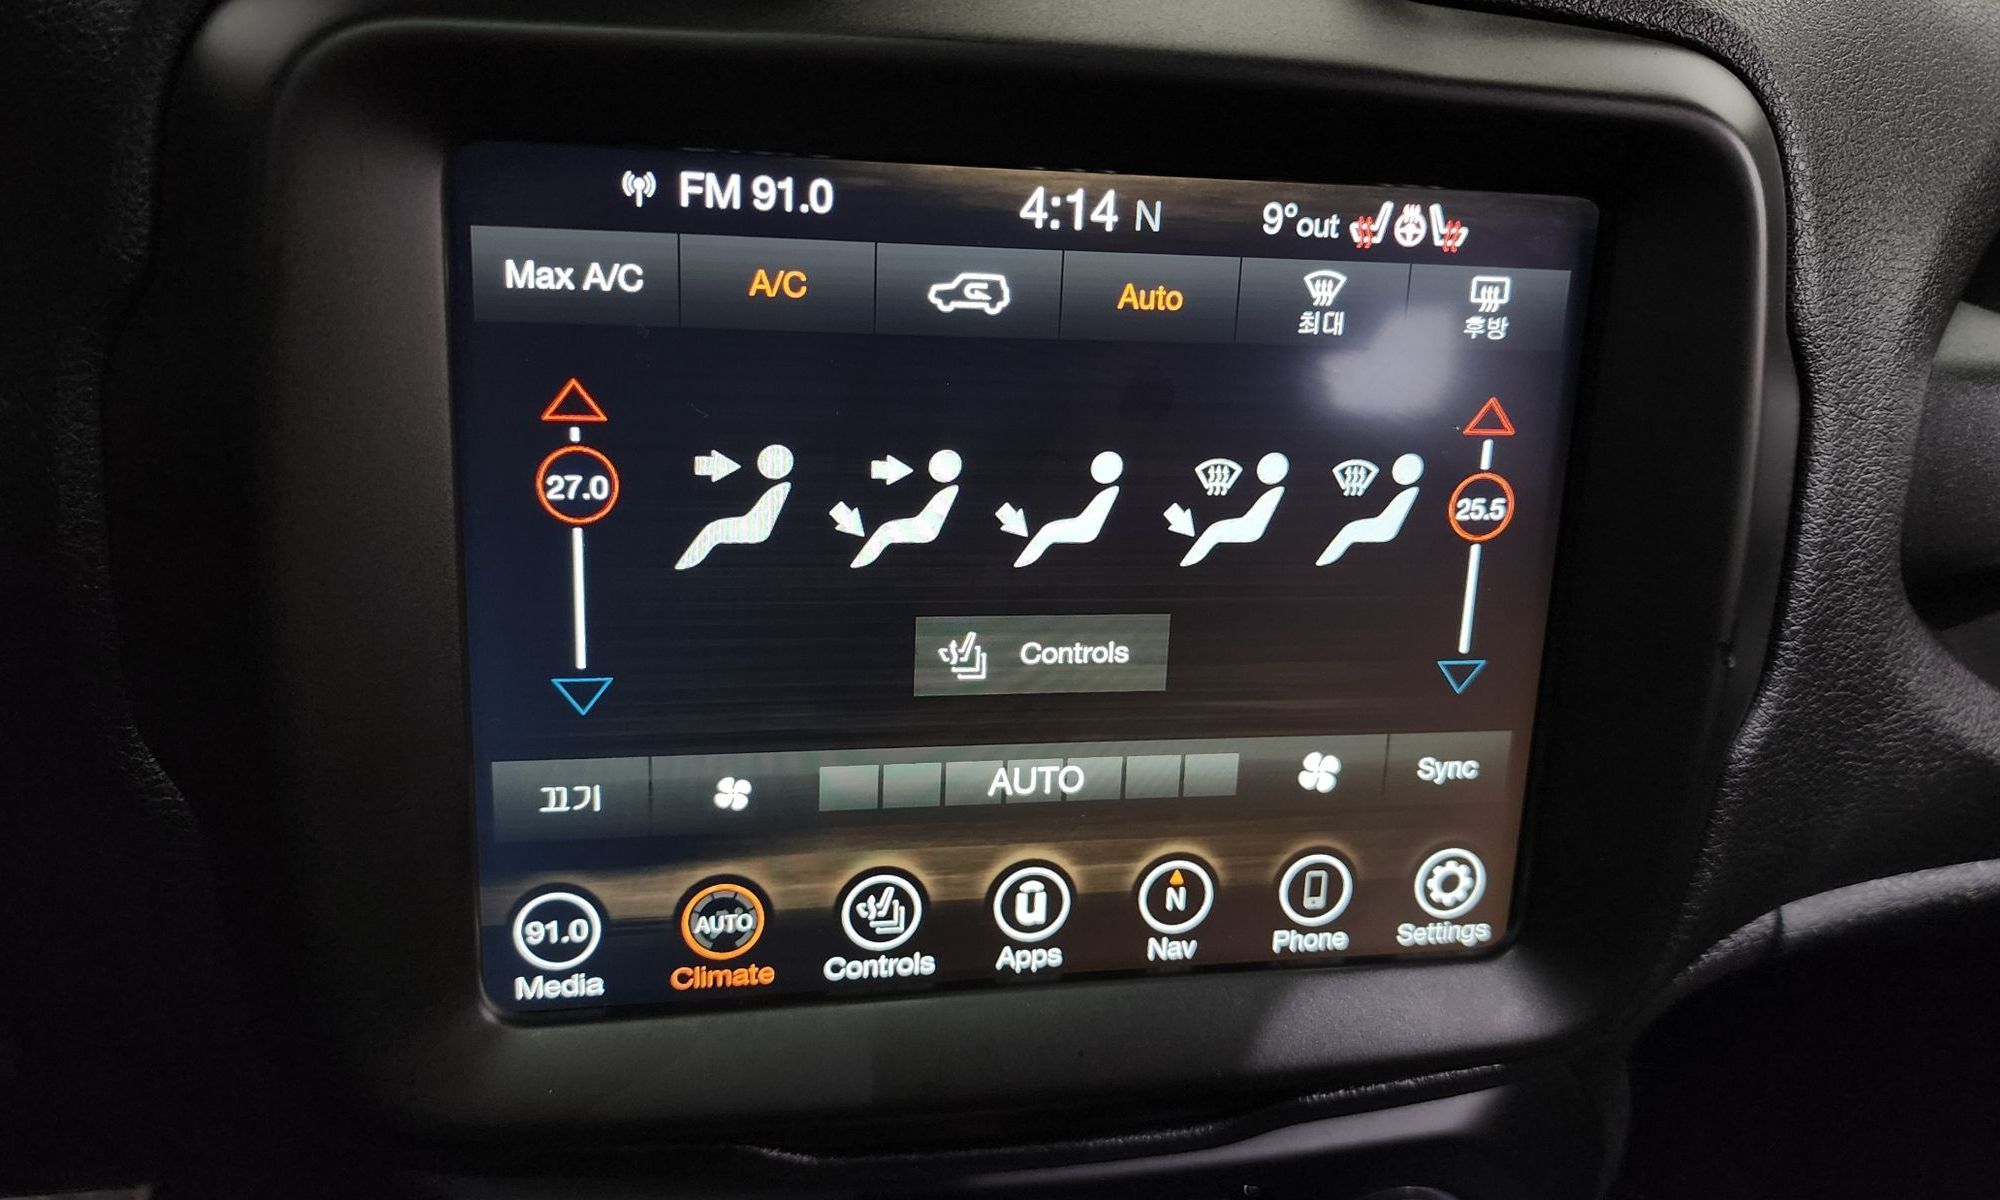 FM 91.0 4:14 N 9°out
Max A/C A/C Auto 최대 후방
27.0 25.5
Controls
끄기 AUTO Sync
91.0 AUTO N
Media Climate Controls Apps Nav Phone Settings